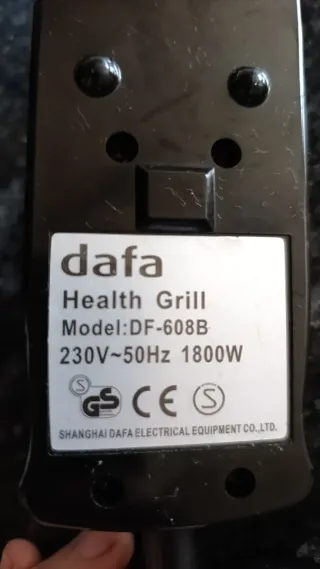 dafa
Health Grill
Model:DF-608B
230V~50Hz 1800W
S GS CE S
SHANGHAI DAFA ELECTRICAL EQUIPMENT CO.,LTD.